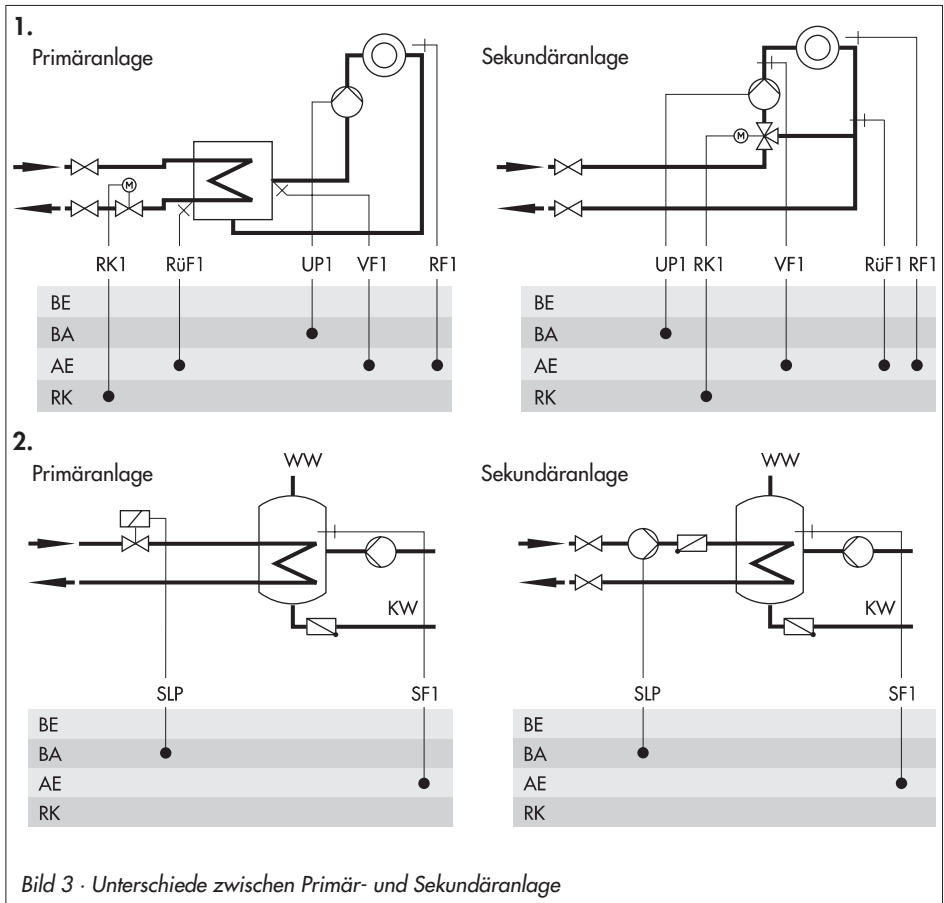 1.
Primäranlage
Sekundäranlage
M
M
RK1 RüF1 UP1 VF1 RF1
UP1 RK1 VF1 RüF1 RF1
BE
BA
AE
RK
BE
BA
AE
RK
2.
Primäranlage
WW
KW
Sekundäranlage
WW
KW
SLP SF1
SLP SF1
BE
BA
AE
RK
BE
BA
AE
RK
Bild 3 · Unterschiede zwischen Primär- und Sekundäranlage